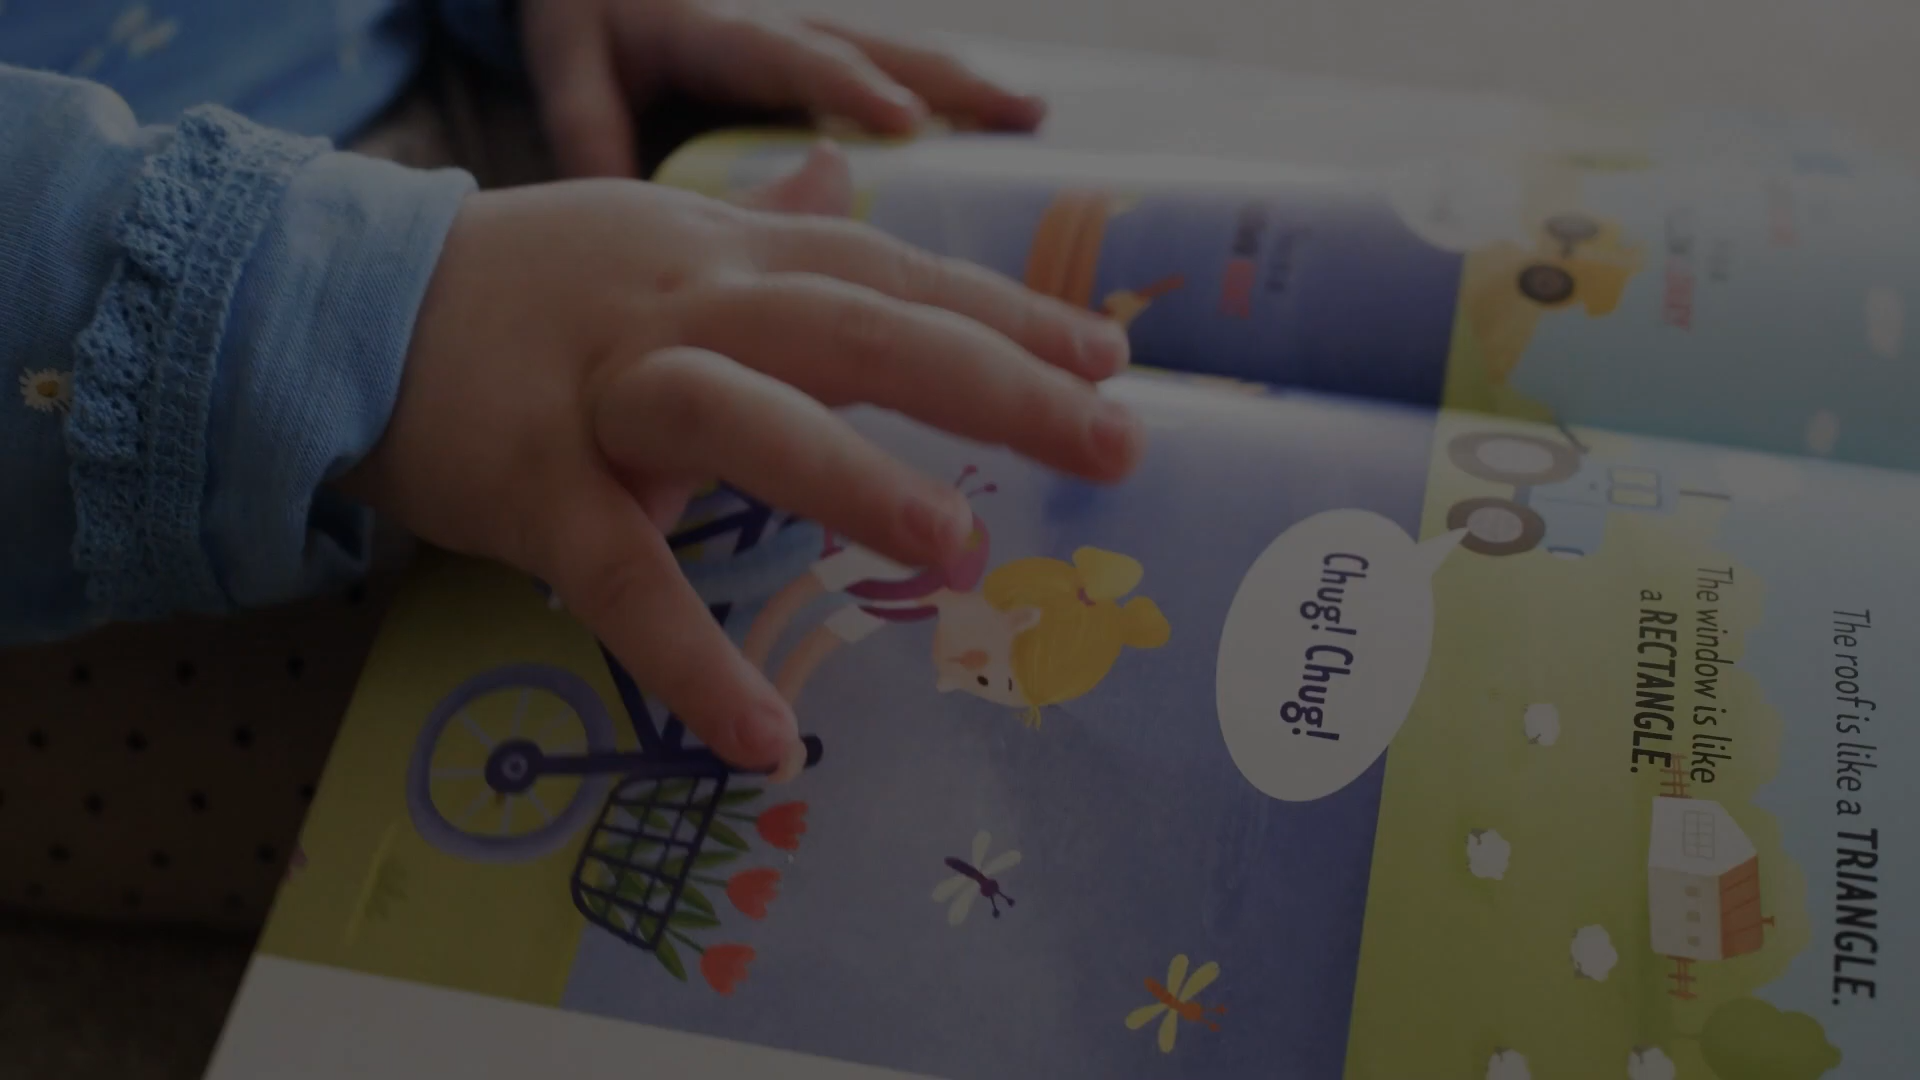 Chug! Chug!
The window is like
a RECTANGLE.
The roof is like a TRIANGLE.